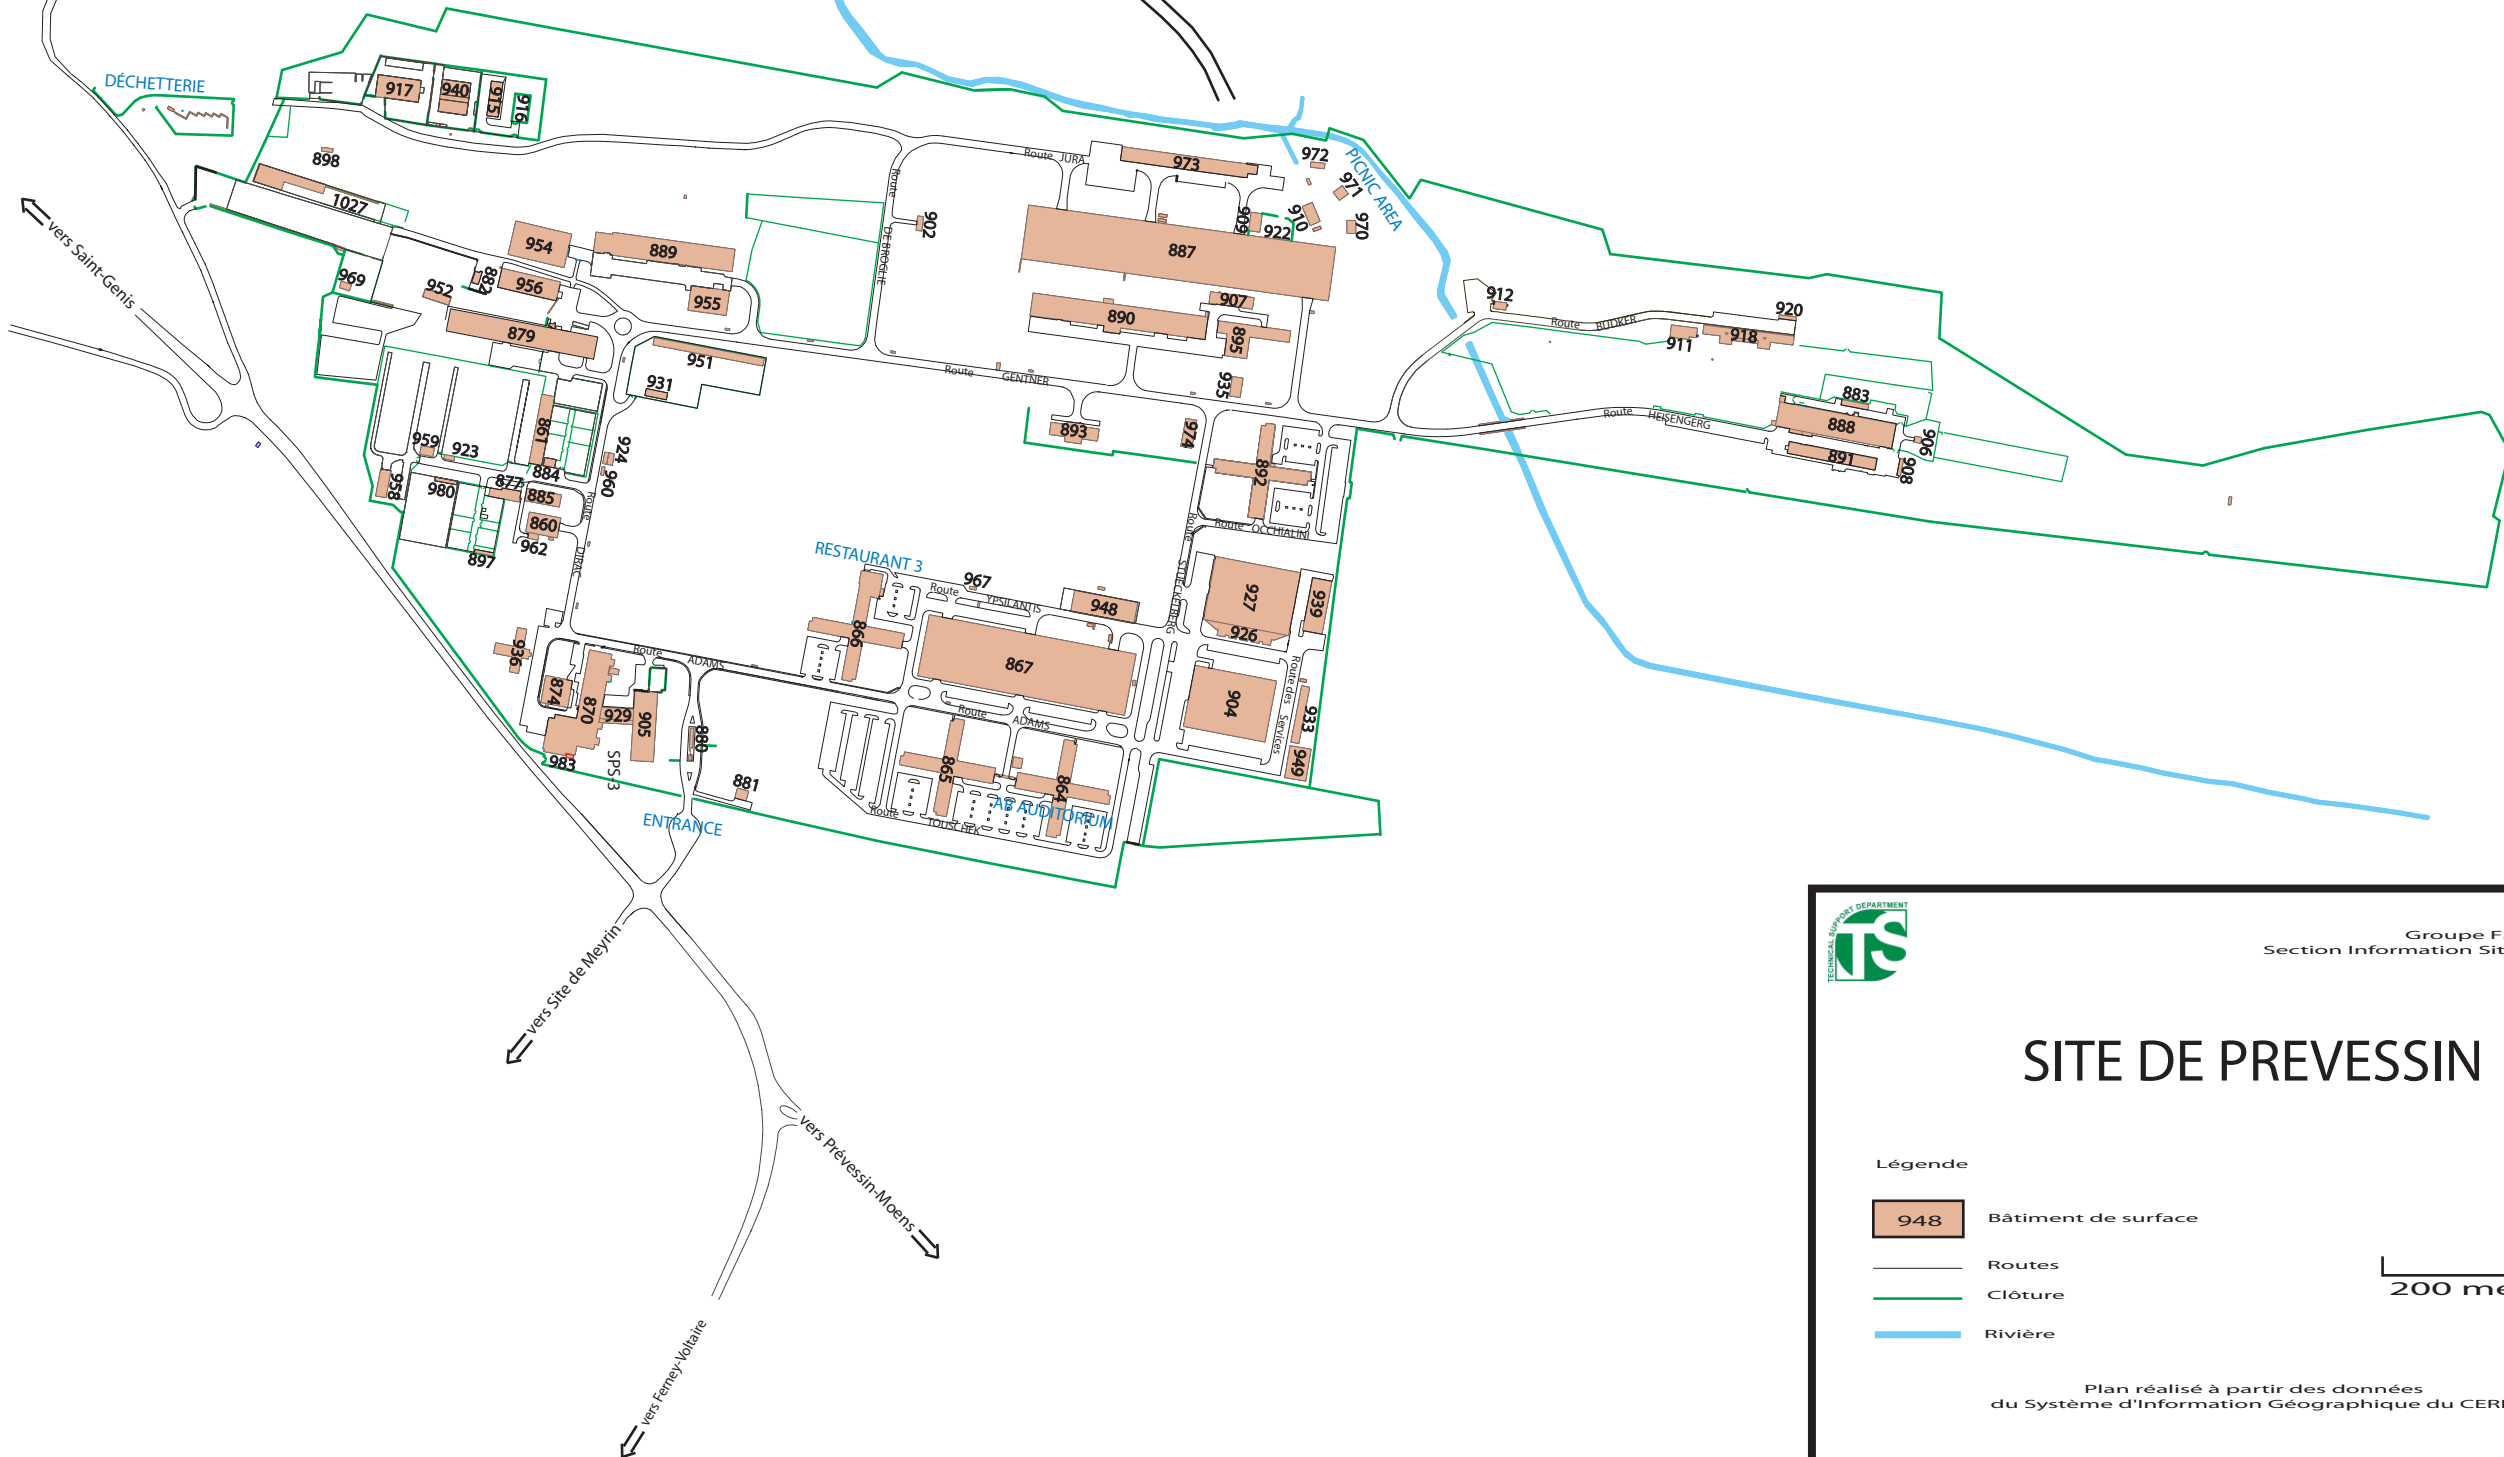 DÉCHETTERIE
917
940
915
916
898
1027
vers Saint-Genis
969
952
882
954
956
889
955
879
951
931
902
Route
DE BROGLIE
Route JURA
973
972
971
970
910
909
922
PICNIC AREA
887
907
890
895
935
912
Route BUDKER
920
911
918
Route GENTNER
893
974
892
Route HEISENGERG
883
888
891
906
908
959
923
861
884
924
960
958
980
877
885
860
962
897
Route
DIRAC
Route
STUECKELBERG
Route OCCHIALINI
RESTAURANT 3
967
Route YPSILANTIS
948
927
926
939
866
867
904
Route des Services
933
949
936
874
870
929
905
983
SPS-3
Route ADAMS
880
881
ENTRANCE
Route ADAMS
865
864
AB AUDITORIUM
Route TOUSCHEK
vers Site de Meyrin
vers Prévessin-Moens
vers Ferney-Voltaire
TECHNICAL SUPPORT DEPARTMENT
TS
Groupe F
Section Information Sit
SITE DE PREVESSIN
Légende
948
Bâtiment de surface
Routes
Clôture
Rivière
200 me
Plan réalisé à partir des données
du Système d'Information Géographique du CER